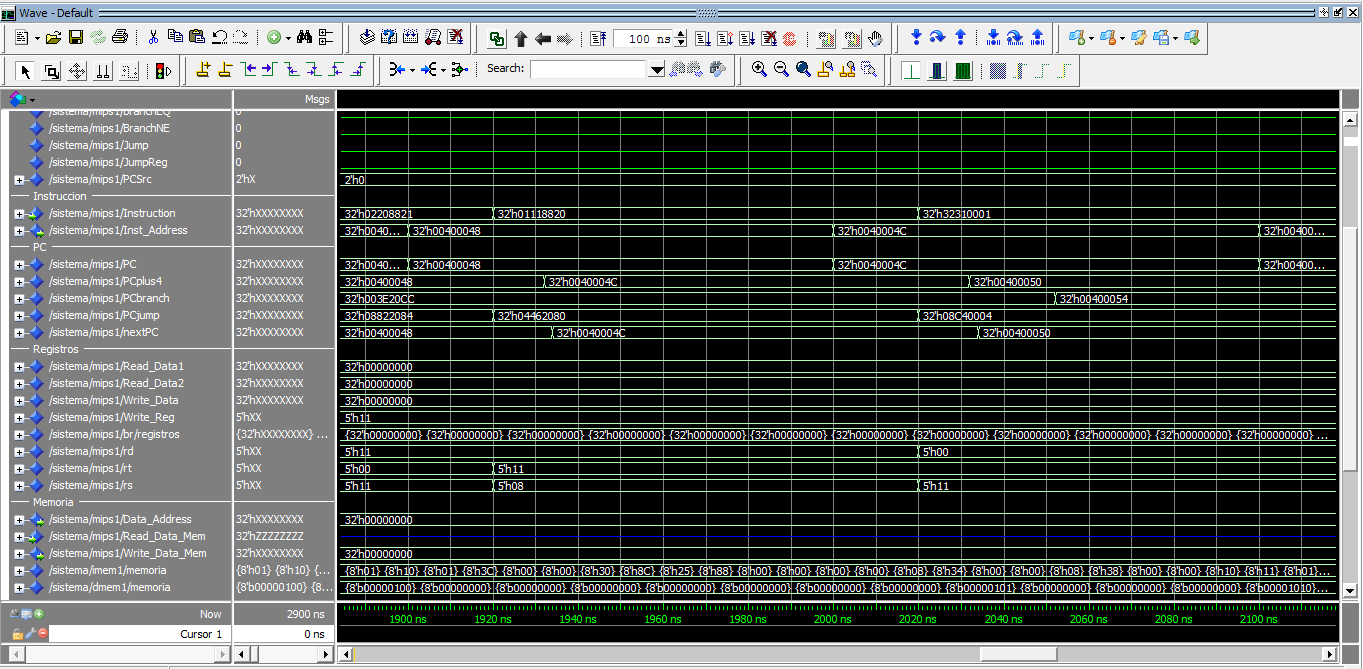 Wave - Default
100 ns
Search:
Msgs
/sistema/mips1/BranchEQ 0
/sistema/mips1/BranchNE 0
/sistema/mips1/Jump 0
/sistema/mips1/JumpReg 0
/sistema/mips1/PCSrc 2'hX 2'h0
Instruccion
/sistema/mips1/Instruction 32'hXXXXXXXX 32'h02208821 32'h01118820 32'h32310001
/sistema/mips1/Inst_Address 32'hXXXXXXXX 32'h0040... 32'h00400048 32'h0040004C 32'h00400...
PC
/sistema/mips1/PC 32'hXXXXXXXX 32'h0040... 32'h00400048 32'h0040004C 32'h00400...
/sistema/mips1/PCplus4 32'hXXXXXXXX 32'h00400048 32'h0040004C 32'h00400050
/sistema/mips1/PCbranch 32'hXXXXXXXX 32'h003E20CC 32'h00400054
/sistema/mips1/PCjump 32'hXXXXXXXX 32'h08822084 32'h04462080 32'h08C40004
/sistema/mips1/nextPC 32'hXXXXXXXX 32'h00400048 32'h0040004C 32'h00400050
Registros
/sistema/mips1/Read_Data1 32'hXXXXXXXX 32'h00000000
/sistema/mips1/Read_Data2 32'hXXXXXXXX 32'h00000000
/sistema/mips1/Write_Data 32'hXXXXXXXX 32'h00000000
/sistema/mips1/Write_Reg 5'hXX 5'h11
/sistema/mips1/br/registros {32'hXXXXXXXX} ... {32'h00000000} {32'h00000000} {32'h00000000} {32'h00000000} {32'h00000000} {32'h00000000} {32'h00000000} {32'h00000000} {32'h00000000} {32'h00000000} {32'h00000000} {32'h00000000} ...
/sistema/mips1/rd 5'hXX 5'h11 5'h00
/sistema/mips1/rt 5'hXX 5'h00 5'h11
/sistema/mips1/rs 5'hXX 5'h11 5'h08 5'h11
Memoria
/sistema/mips1/Data_Address 32'hXXXXXXXX 32'h00000000
/sistema/mips1/Read_Data_Mem 32'hZZZZZZZZ
/sistema/mips1/Write_Data_Mem 32'hXXXXXXXX 32'h00000000
/sistema/imem1/memoria {8'h01} {8'h10} {... {8'h01} {8'h10} {8'h01} {8'h3C} {8'h00} {8'h00} {8'h30} {8'h8C} {8'h25} {8'h88} {8'h00} {8'h00} {8'h00} {8'h08} {8'h34} {8'h00} {8'h00} {8'h08} {8'h38} {8'h00} {8'h00} {8'h10} {8'h11} {8'h01}...
/sistema/dmem1/memoria {8'b00000100} {8... {8'b00000100} {8'b00000000} {8'b00000000} {8'b00000000} {8'b00000000} {8'b00000000} {8'b00000000} {8'b00000000} {8'b00000101} {8'b00000000} {8'b00000000} {8'b00001010}...
Now 2900 ns 1900 ns 1920 ns 1940 ns 1960 ns 1980 ns 2000 ns 2020 ns 2040 ns 2060 ns 2080 ns 2100 ns
Cursor 1 0 ns